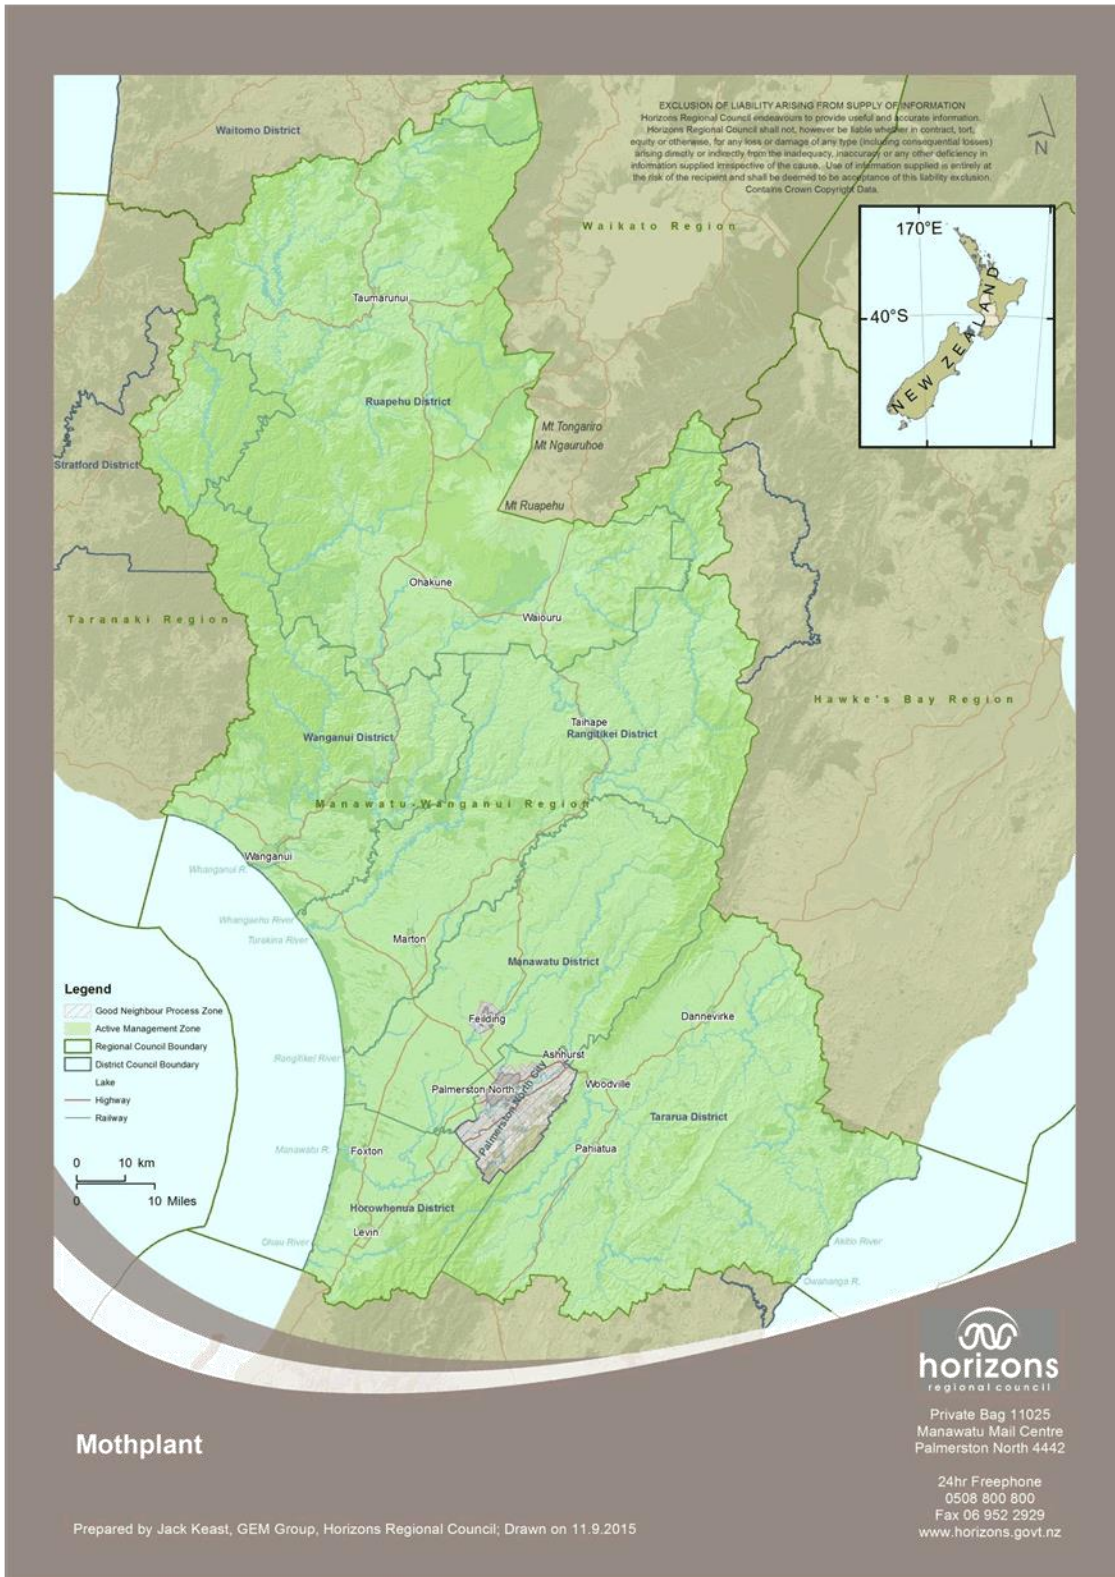 EXCLUSION OF LIABILITY ARISING FROM SUPPLY OF INFORMATION
Horizons Regional Council endeavours to provide useful and accurate information.
Horizons Regional Council shall not, however be liable whether in contract, tort,
equity or otherwise, for any loss or damage of any type (including consequential losses)
arising directly or indirectly from the inadequacy, inaccuracy or any other deficiency in
information supplied irrespective of the cause. Use of information supplied is entirely at
the risk of the recipient and shall be deemed to be acceptance of this liability exclusion.
Contains Crown Copyright Data.
N
Waitomo District
Waikato Region
170°E
40°S
NEW ZEALAND
Taumarunui
Ruapehu District
Mt Tongariro
Mt Ngauruhoe
Stratford District
Mt Ruapehu
Ohakune
Waiouru
Taranaki Region
Hawke's Bay Region
Taihape
Rangitikei District
Wanganui District
Manawatu-Wanganui Region
Wanganui
Whanganui R.
Whangaehu River
Turakina River
Marton
Manawatu District
Legend
Good Neighbour Process Zone
Active Management Zone
Regional Council Boundary
District Council Boundary
Lake
Highway
Railway
Feilding
Dannevirke
Ashhurst
Rangitikei River
Palmerston North
Palmerston North City
Woodville
Tararua District
Manawatu R.
Foxton
Pahiatua
0 10 km
0 10 Miles
Horowhenua District
Levin
Ohau River
Akitio River
Owahanga R.
horizons
regional council
Private Bag 11025
Manawatu Mail Centre
Palmerston North 4442
24hr Freephone
0508 800 800
Fax 06 952 2929
www.horizons.govt.nz
Mothplant
Prepared by Jack Keast, GEM Group, Horizons Regional Council; Drawn on 11.9.2015